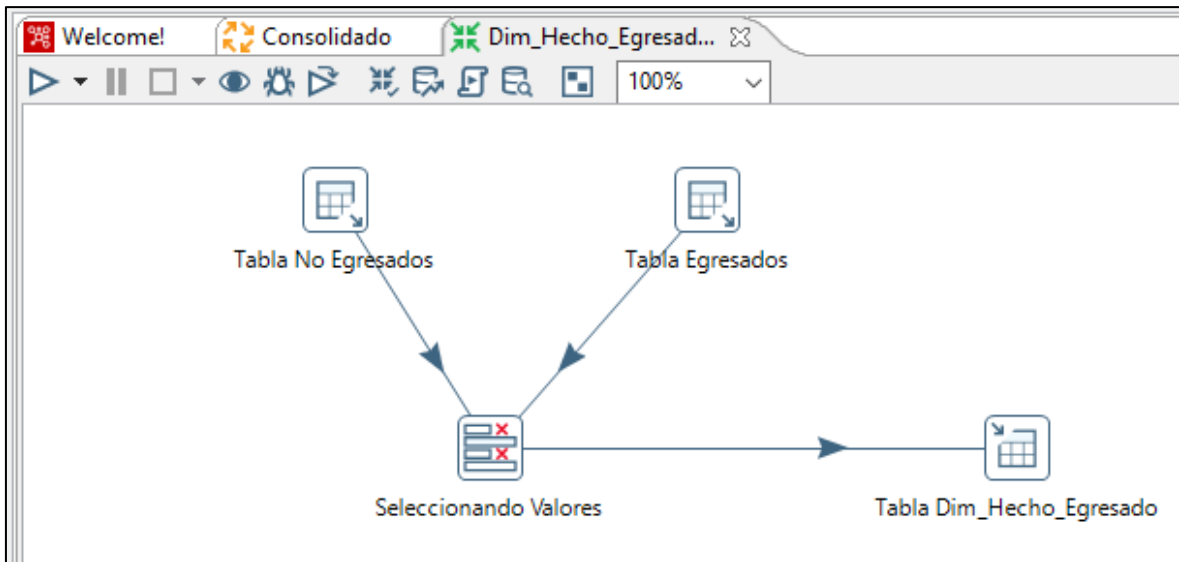 Welcome! Consolidado Dim_Hecho_Egresad...
100%
Tabla No Egresados Tabla Egresados
Seleccionando Valores Tabla Dim_Hecho_Egresado